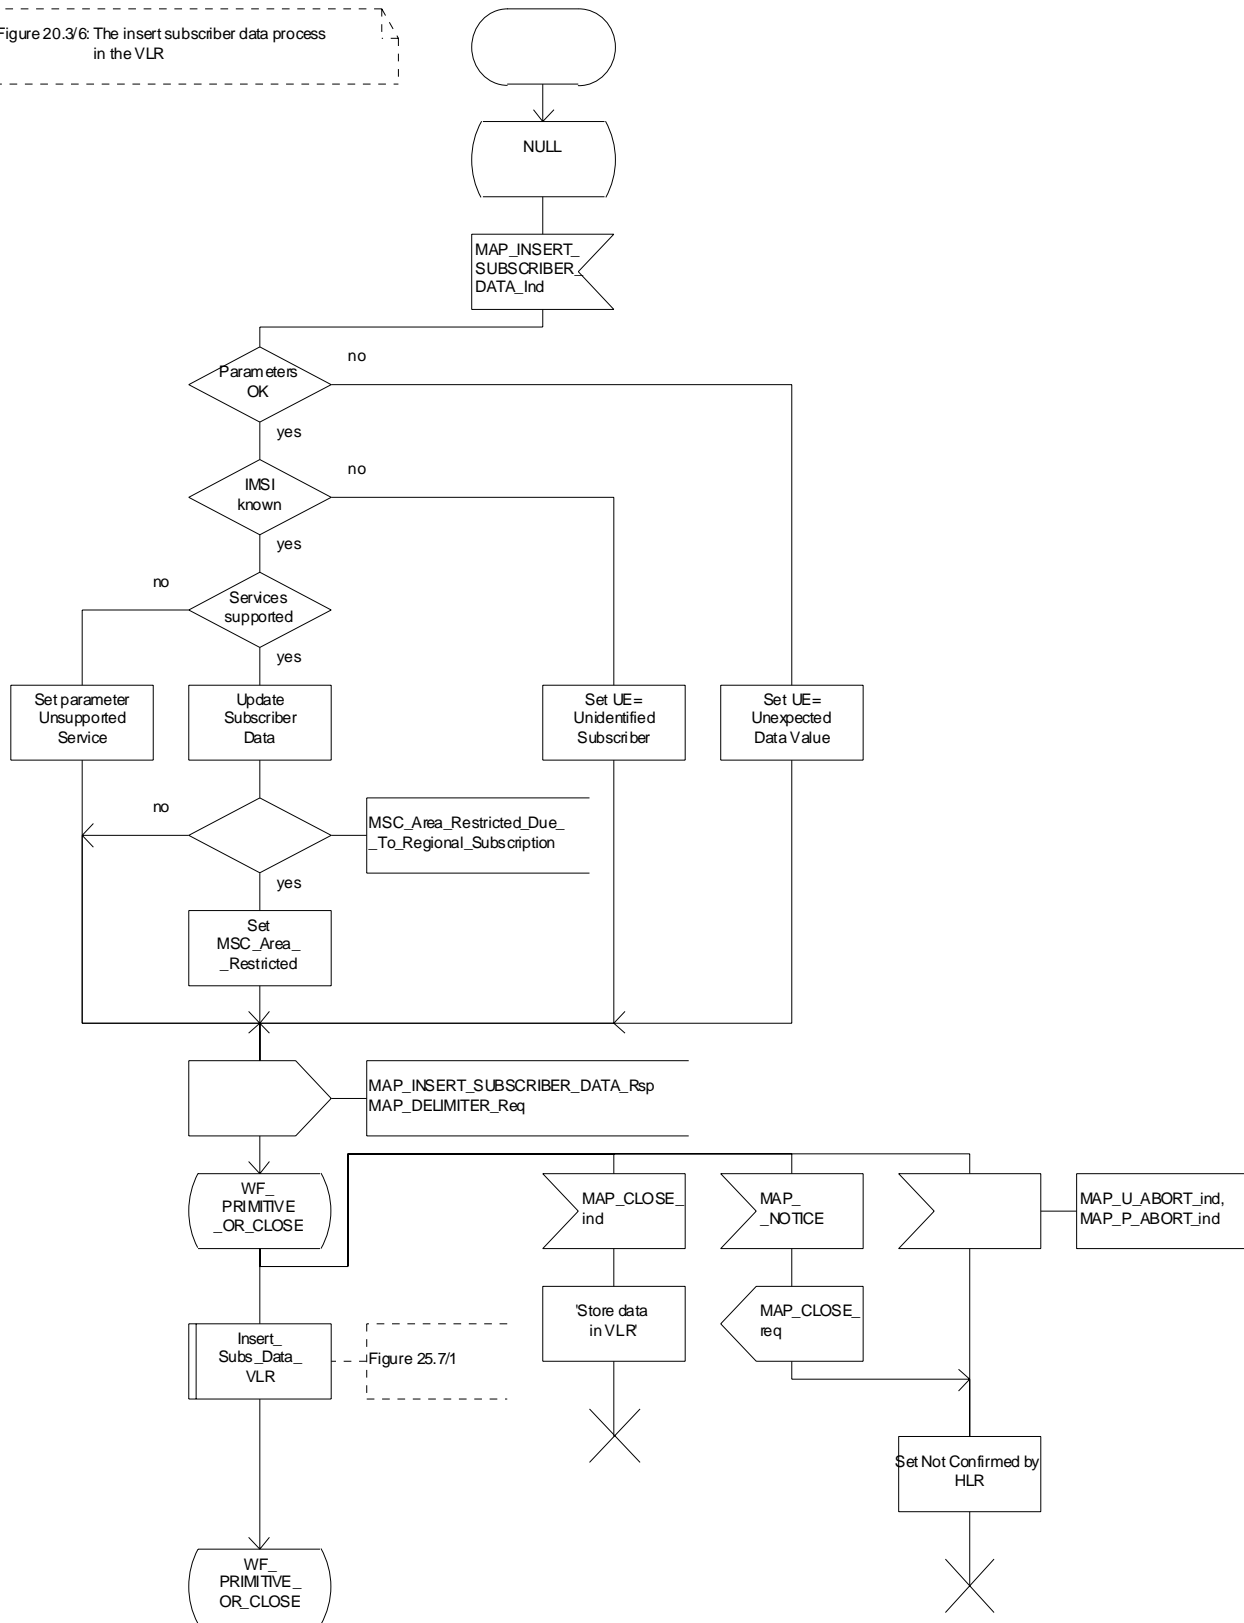 Figure 20.3/6: The insert subscriber data process
in the VLR
NULL
MAP_INSERT_
SUBSCRIBER_
DATA_Ind
no
Parameters
OK
yes
no
IMSI
known
yes
no
Services
supported
yes
Set parameter
Unsupported
Service
Update
Subscriber
Data
Set UE=
Unidentified
Subscriber
Set UE=
Unexpected
Data Value
no
MSC_Area_Restricted_Due_
_To_Regional_Subscription
yes
Set
MSC_Area_
_Restricted
MAP_INSERT_SUBSCRIBER_DATA_Rsp
MAP_DELIMITER_Req
WF_
PRIMITIVE
_OR_CLOSE
MAP_CLOSE_
ind
MAP_
_NOTICE
MAP_U_ABORT_ind,
MAP_P_ABORT_ind
'Store data
in VLR'
MAP_CLOSE_
req
Insert_
Subs_Data_
VLR
Figure 25.7/1
Set Not Confirmed by
HLR
WF_
PRIMITIVE_
OR_CLOSE